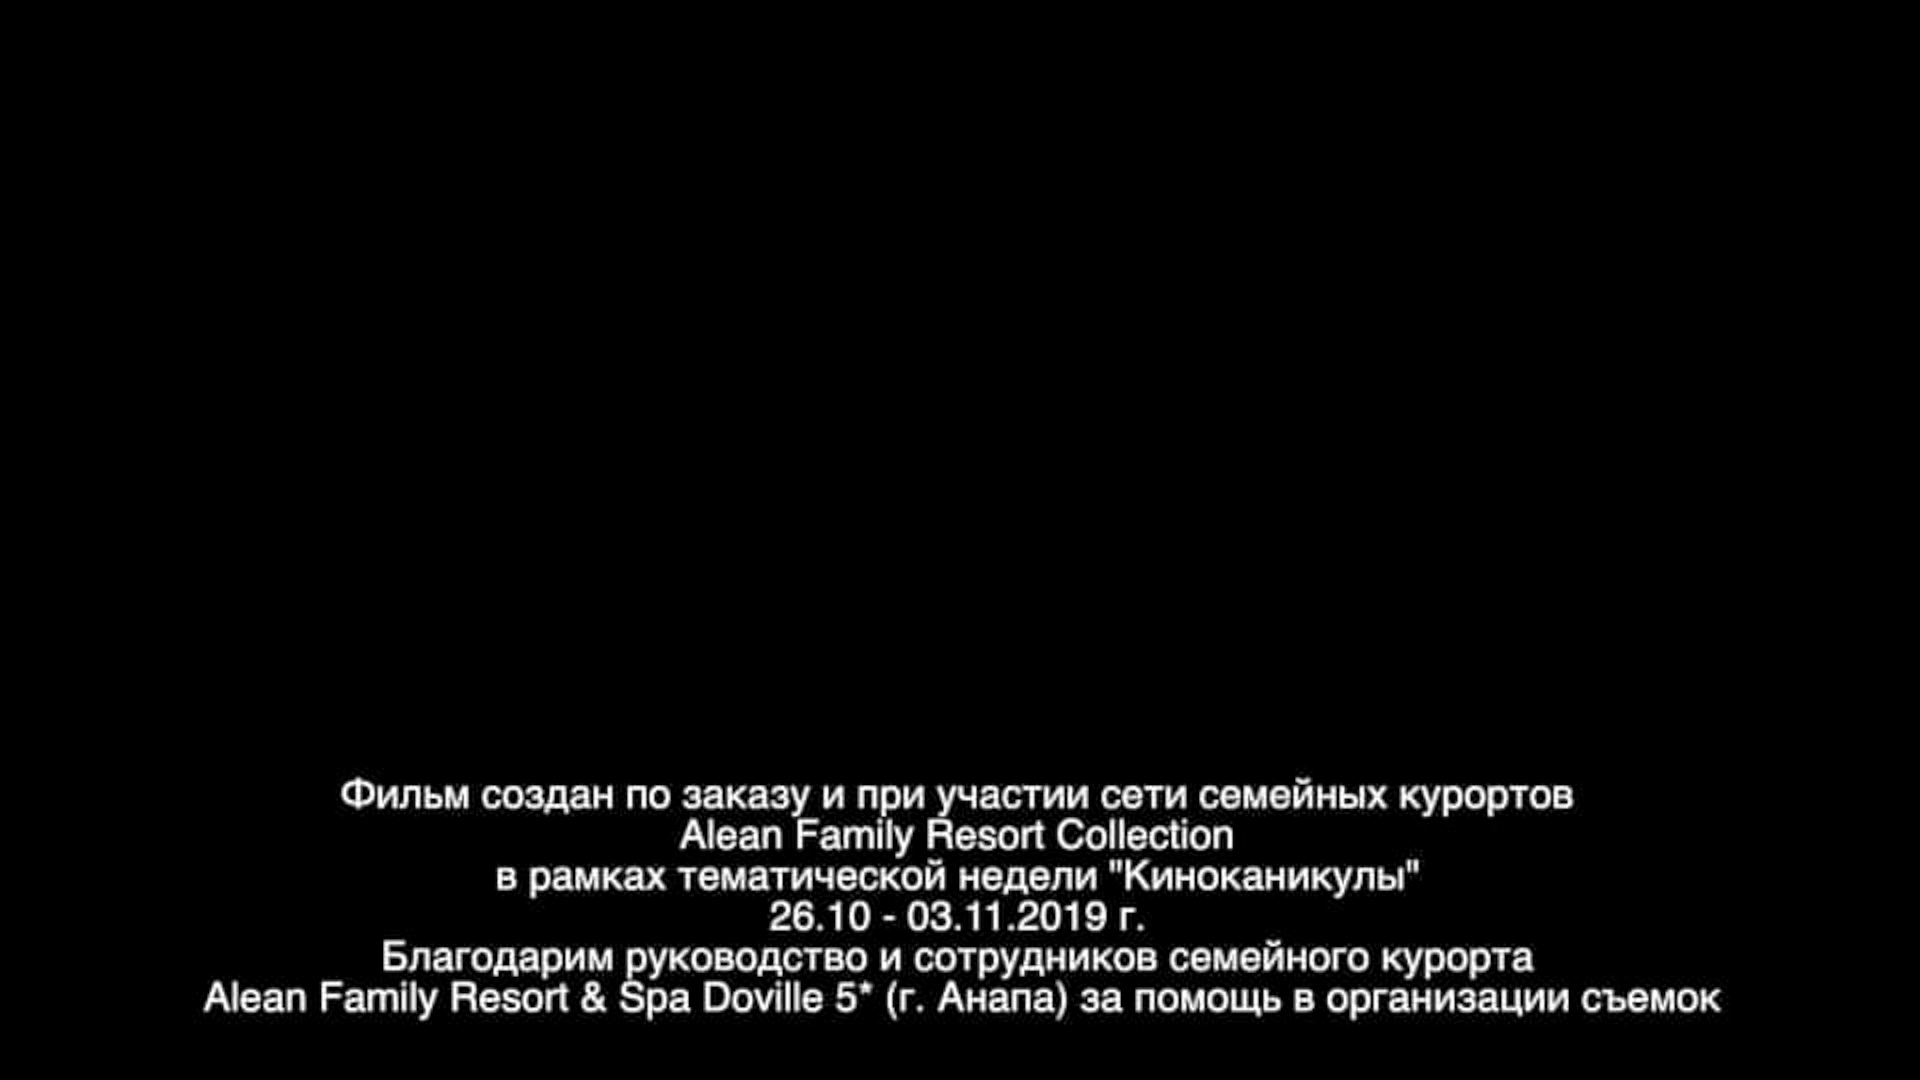 Фильм создан по заказу и при участии сети семейных курортов
Alean Family Resort Collection
в рамках тематической недели "Киноканикулы"
26.10 - 03.11.2019 г.
Благодарим руководство и сотрудников семейного курорта
Alean Family Resort & Spa Doville 5* (г. Анапа) за помощь в организации съемок